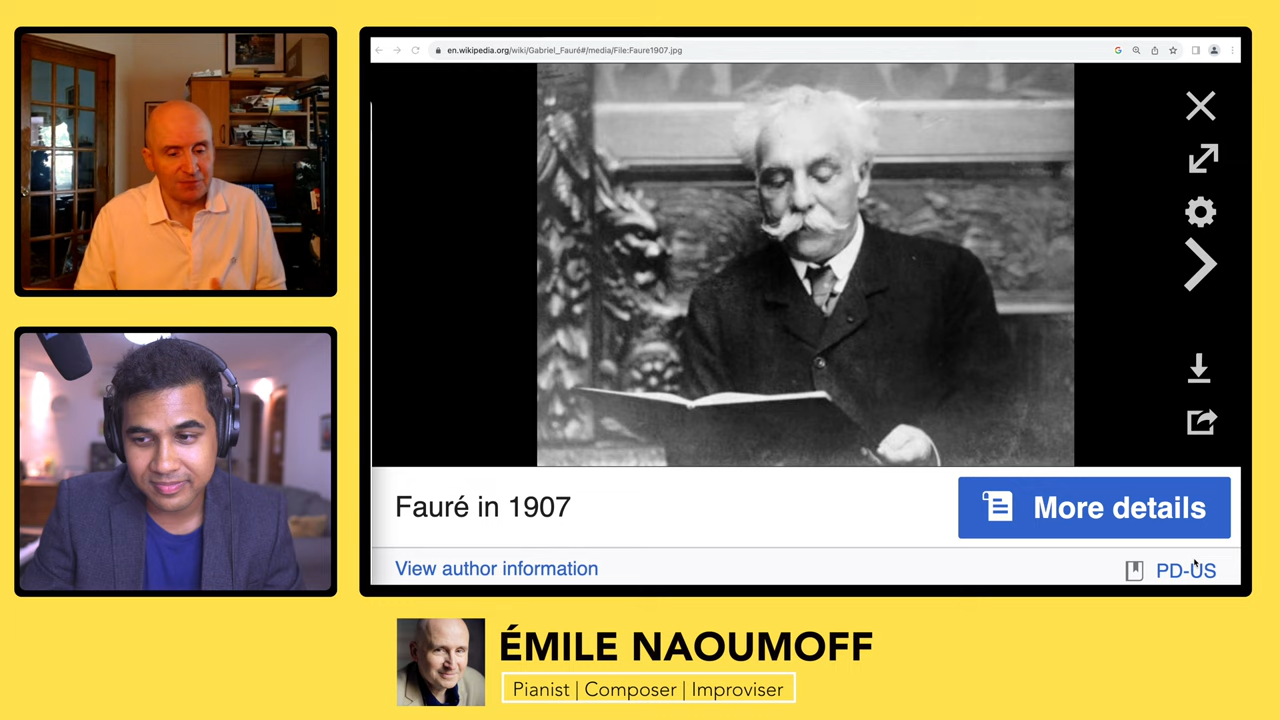 en.wikipedia.org/wiki/Gabriel_Fauré#/media/File:Faure1907.jpg
Fauré in 1907
More details
View author information
PD-US
ÉMILE NAOUMOFF
Pianist | Composer | Improviser